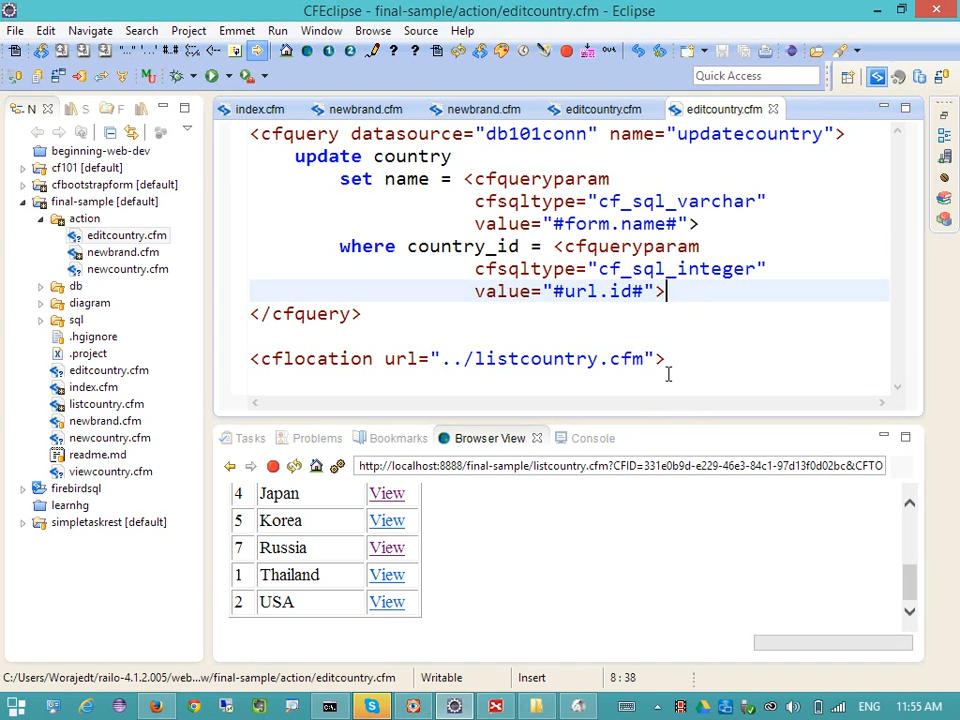 CFEclipse - final-sample/action/editcountry.cfm - Eclipse
File Edit Navigate Search Project Emmet Run Window Browse Source Help
Quick Access
N
S
F
index.cfm
newbrand.cfm
newbrand.cfm
editcountry.cfm
editcountry.cfm
beginning-web-dev
cf101 [default]
cfbootstrapform [default]
final-sample [default]
action
editcountry.cfm
newbrand.cfm
newcountry.cfm
db
diagram
sql
.hgignore
.project
editcountry.cfm
index.cfm
listcountry.cfm
newbrand.cfm
newcountry.cfm
readme.md
viewcountry.cfm
firebirdsql
learnhg
simpletaskrest [default]
<cfquery datasource="db101conn" name="updatecountry">
update country
set name = <cfqueryparam
cfsqltype="cf_sql_varchar"
value="#form.name#">
where country_id = <cfqueryparam
cfsqltype="cf_sql_integer"
value="#url.id#">
</cfquery>
<cflocation url="../listcountry.cfm">
Tasks
Problems
Bookmarks
Browser View
Console
http://localhost:8888/final-sample/listcountry.cfm?CFID=331e0b9d-e229-46e3-84c1-97d13f0d02bc&CFTO
4 Japan View
5 Korea View
7 Russia View
1 Thailand View
2 USA View
C:/Users/Worajedt/railo-4.1.2.005/web...w/final-sample/action/editcountry.cfm
Writable
Insert
8 : 38
ENG
11:55 AM